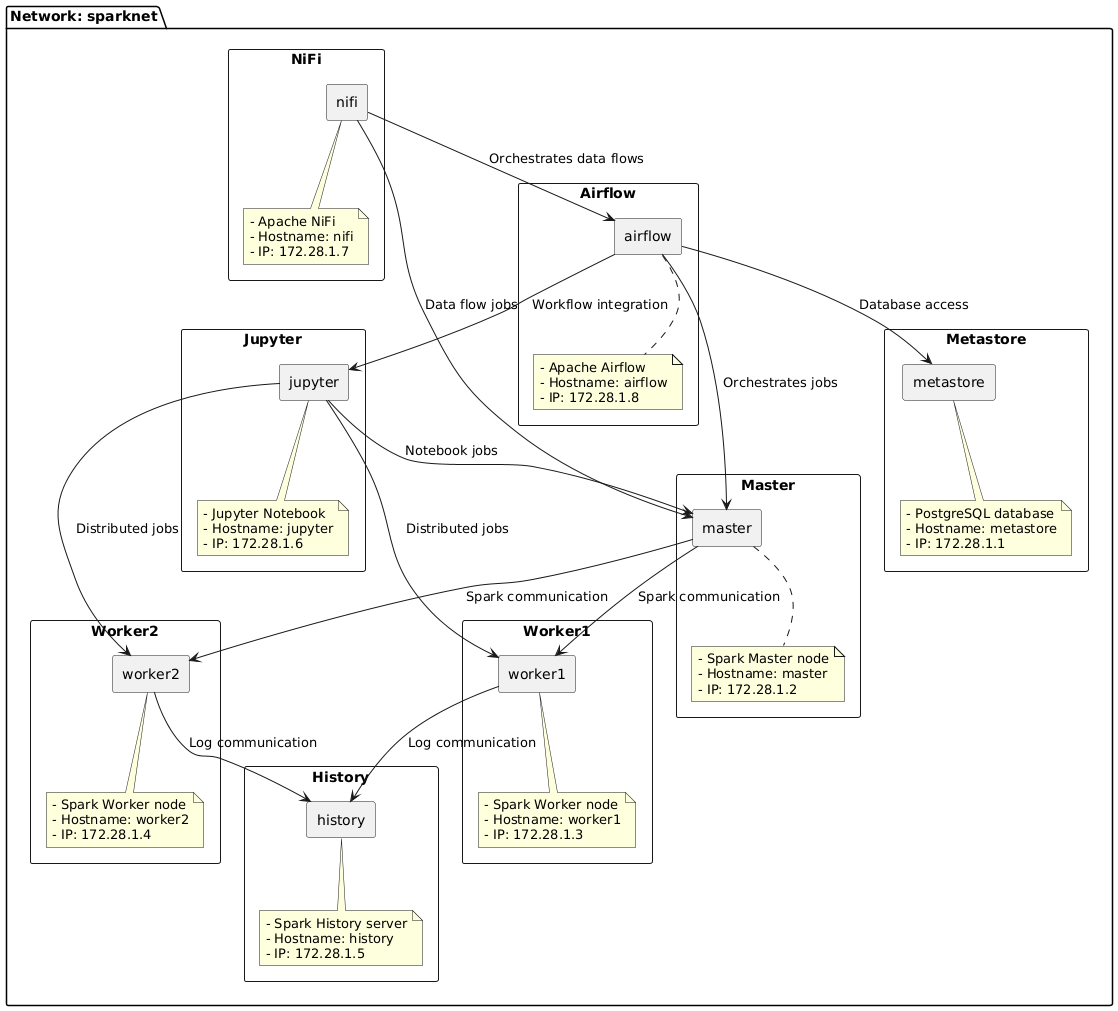 Network: sparknet
NiFi
nifi
Orchestrates data flows
- Apache NiFi
- Hostname: nifi
- IP: 172.28.1.7
Airflow
airflow
Data flow jobs
Workflow integration
Database access
- Apache Airflow
- Hostname: airflow
- IP: 172.28.1.8
Orchestrates jobs
Jupyter
jupyter
Metastore
metastore
Notebook jobs
- Jupyter Notebook
- Hostname: jupyter
- IP: 172.28.1.6
Distributed jobs
Distributed jobs
Master
master
- PostgreSQL database
- Hostname: metastore
- IP: 172.28.1.1
Spark communication
Spark communication
Worker2
worker2
Worker1
worker1
- Spark Master node
- Hostname: master
- IP: 172.28.1.2
Log communication
Log communication
- Spark Worker node
- Hostname: worker2
- IP: 172.28.1.4
History
history
- Spark Worker node
- Hostname: worker1
- IP: 172.28.1.3
- Spark History server
- Hostname: history
- IP: 172.28.1.5